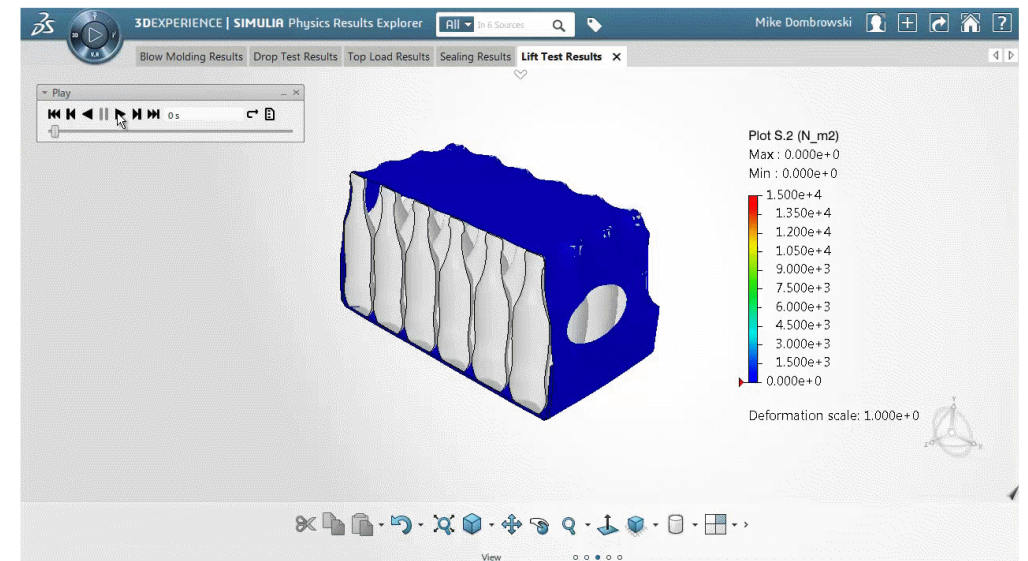 3DEXPERIENCE | SIMULIA Physics Results Explorer
All
In 6 Sources
Mike Dombrowski
Blow Molding Results
Drop Test Results
Top Load Results
Sealing Results
Lift Test Results
Play
0 s
Plot S.2 (N_m2)
Max : 0.000e+0
Min : 0.000e+0
1.500e+4
1.350e+4
1.200e+4
1.050e+4
9.000e+3
7.500e+3
6.000e+3
4.500e+3
3.000e+3
1.500e+3
0.000e+0
Deformation scale: 1.000e+0
View